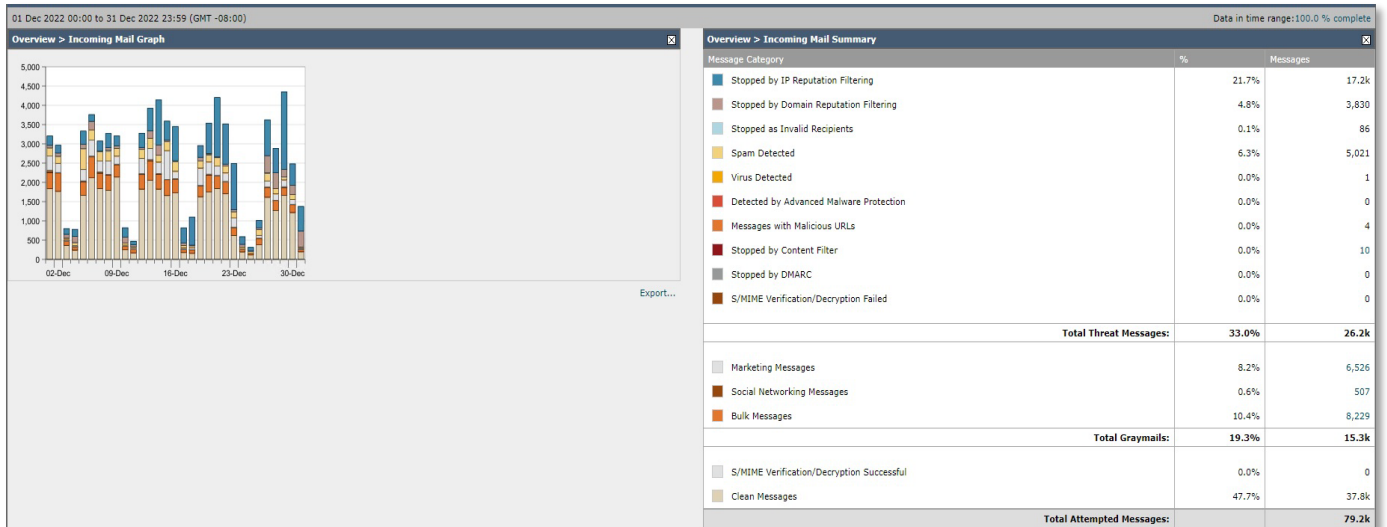 01 Dec 2022 00:00 to 31 Dec 2022 23:59 (GMT -08:00)
Data in time range:100.0 % complete
Overview > Incoming Mail Graph
5,000
4,500
4,000
3,500
3,000
2,500
2,000
1,500
1,000
500
0
02-Dec 09-Dec 16-Dec 23-Dec 30-Dec
Export...
Overview > Incoming Mail Summary
Message Category % Messages
Stopped by IP Reputation Filtering 21.7% 17.2k
Stopped by Domain Reputation Filtering 4.8% 3,830
Stopped as Invalid Recipients 0.1% 86
Spam Detected 6.3% 5,021
Virus Detected 0.0% 1
Detected by Advanced Malware Protection 0.0% 0
Messages with Malicious URLs 0.0% 4
Stopped by Content Filter 0.0% 10
Stopped by DMARC 0.0% 0
S/MIME Verification/Decryption Failed 0.0% 0
Total Threat Messages: 33.0% 26.2k
Marketing Messages 8.2% 6,526
Social Networking Messages 0.6% 507
Bulk Messages 10.4% 8,229
Total Graymails: 19.3% 15.3k
S/MIME Verification/Decryption Successful 0.0% 0
Clean Messages 47.7% 37.8k
Total Attempted Messages: 79.2k